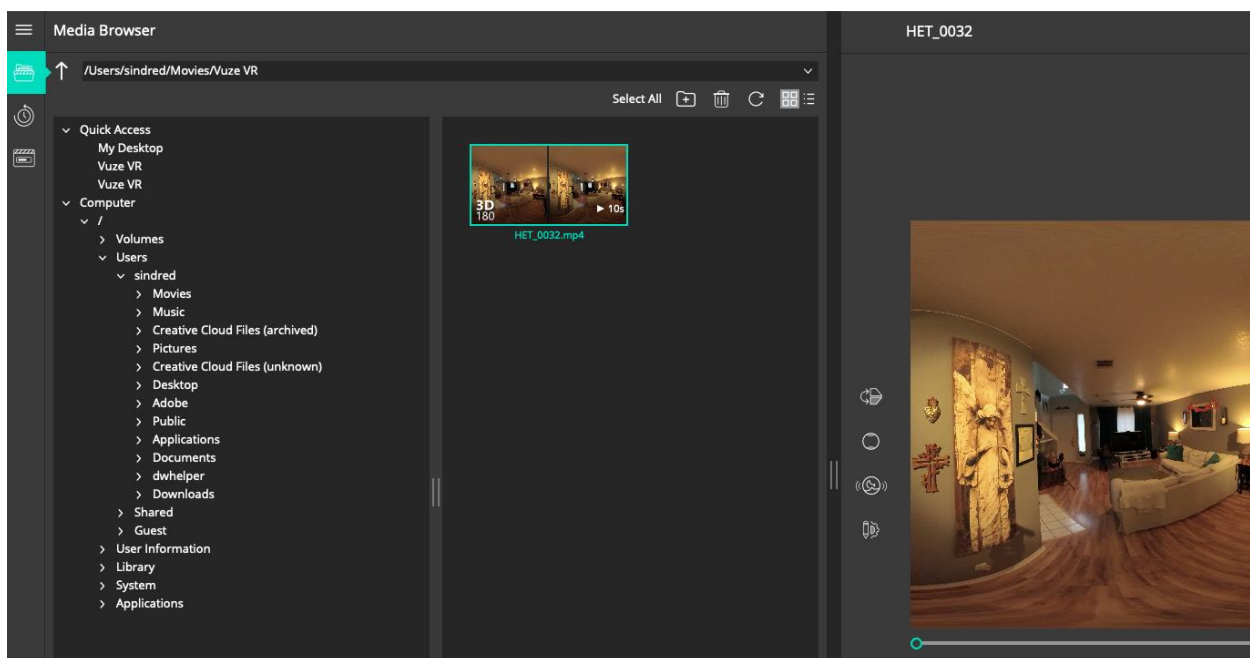 Media Browser
HET_0032
/Users/sindred/Movies/Vuze VR
Select All
Quick Access
My Desktop
Vuze VR
Vuze VR
Computer
/
Volumes
Users
sindred
Movies
Music
Creative Cloud Files (archived)
Pictures
Creative Cloud Files (unknown)
Desktop
Adobe
Public
Applications
Documents
dwhelper
Downloads
Shared
Guest
User Information
Library
System
Applications
3D
180
10s
HET_0032.mp4